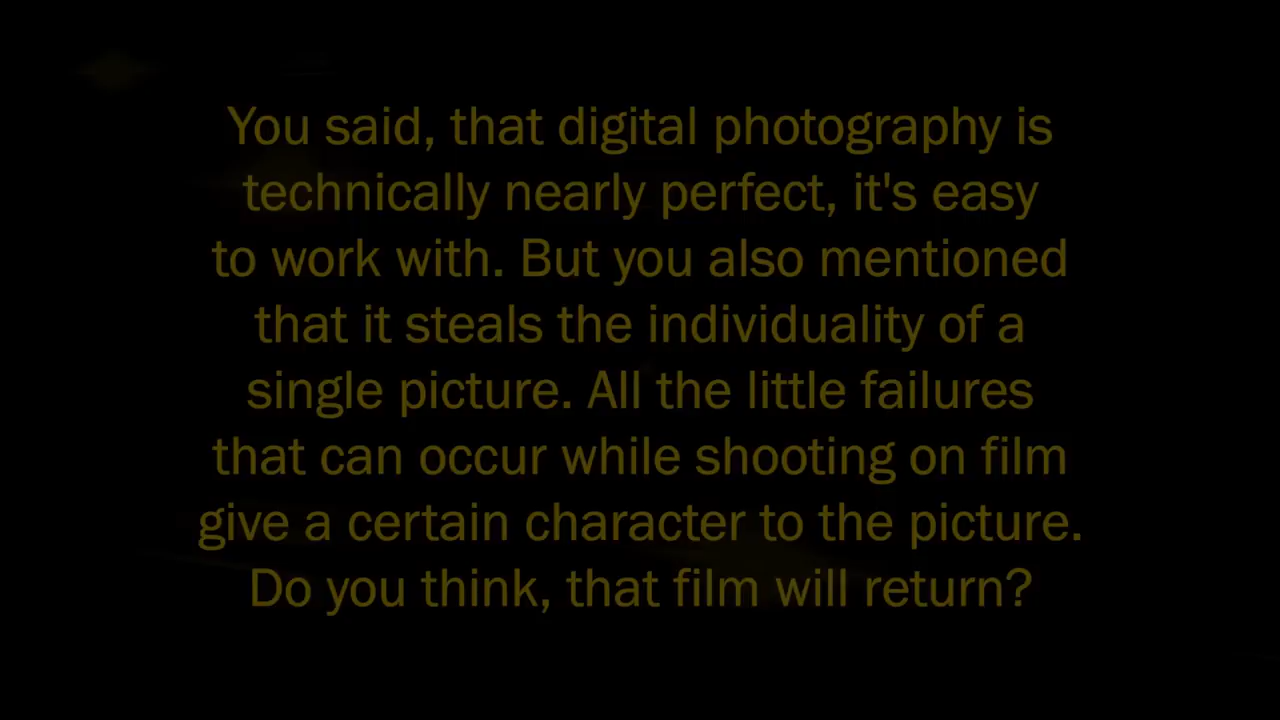 You said, that digital photography is
technically nearly perfect, it's easy
to work with. But you also mentioned
that it steals the individuality of a
single picture. All the little failures
that can occur while shooting on film
give a certain character to the picture.
Do you think, that film will return?